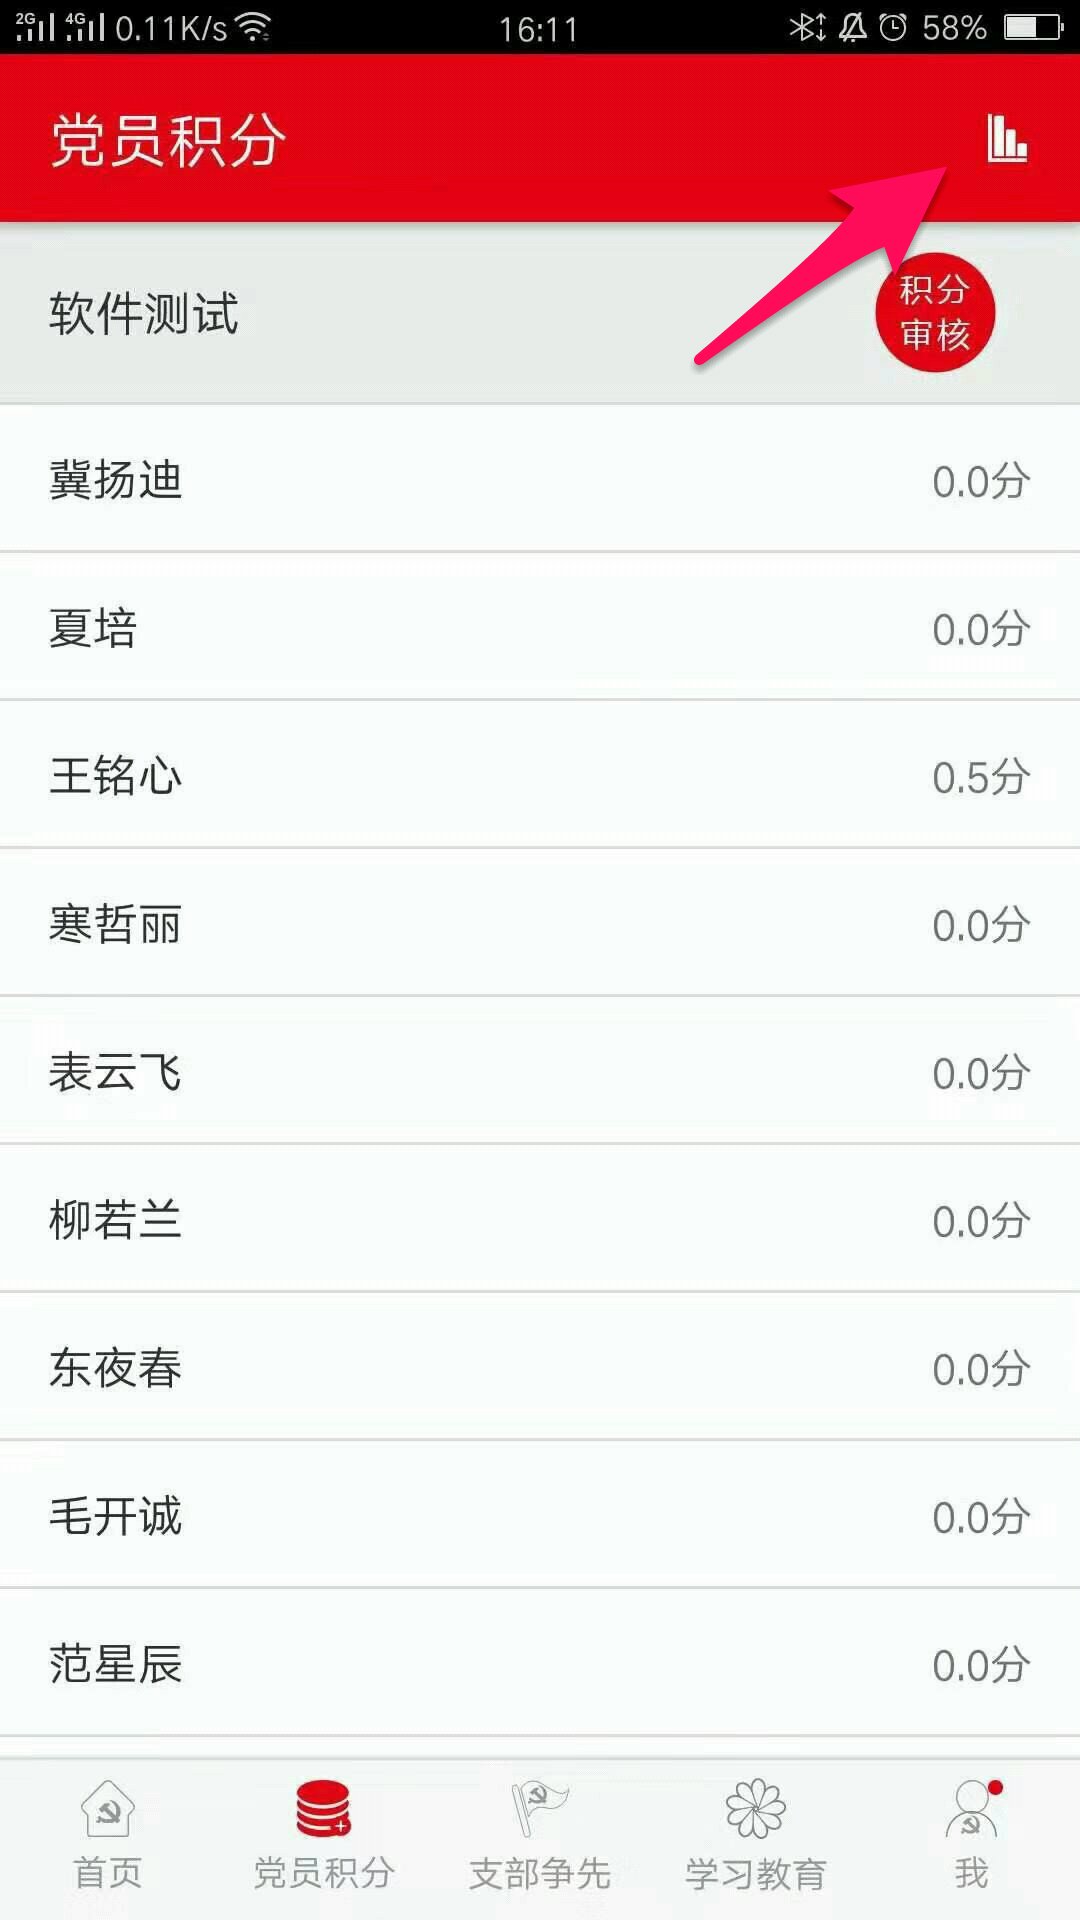 2G 4G 0.11K/s 16:11 58%
党员积分
软件测试
积分
审核
冀扬迪 0.0分
夏培 0.0分
王铭心 0.5分
寒哲丽 0.0分
表云飞 0.0分
柳若兰 0.0分
东夜春 0.0分
毛开诚 0.0分
范星辰 0.0分
首页 党员积分 支部争先 学习教育 我